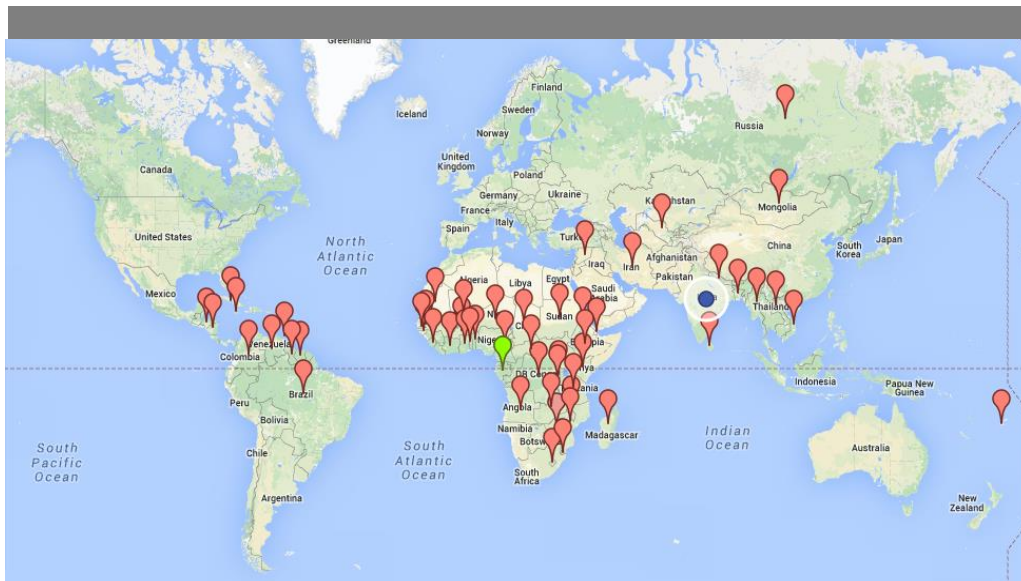 Iceland
Finland
Sweden
Russia
Norway
Canada
United
Kingdom
Poland
Germany
Ukraine
Kazakhstan
Mongolia
France
Italy
Spain
United States
North
Atlantic
Ocean
China
South
Korea
Japan
Iraq
Iran
Afghanistan
Pakistan
Mexico
Algeria
Libya
Egypt
Saudi
Arabia
Thailand
Sudan
Venezuela
Colombia
Ethiopia
DR Congo
Indonesia
Papua New
Guinea
Brazil
Peru
Angola
Bolivia
Namibia
Madagascar
Indian
Ocean
South
Pacific
Ocean
Chile
South
Atlantic
Ocean
Australia
South
Africa
Argentina
New
Zealand